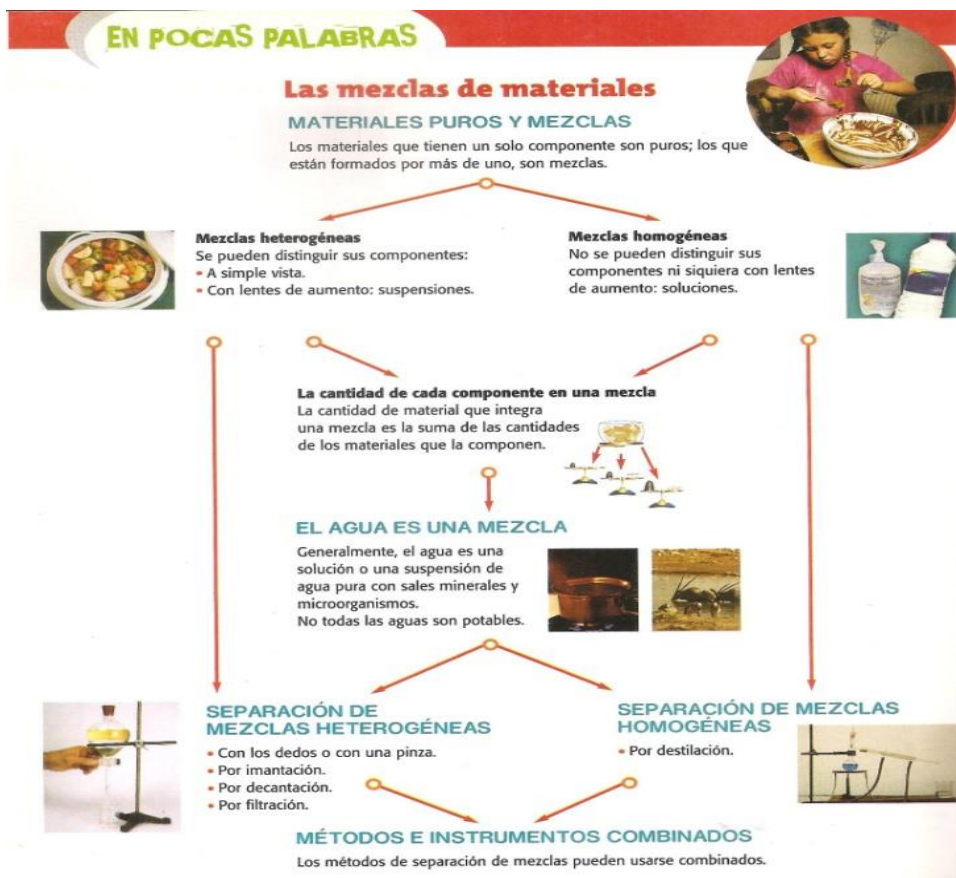 EN POCAS PALABRAS
Las mezclas de materiales
MATERIALES PUROS Y MEZCLAS
Los materiales que tienen un solo componente son puros; los que
están formados por más de uno, son mezclas.
Mezclas heterogéneas
Se pueden distinguir sus componentes:
• A simple vista.
• Con lentes de aumento: suspensiones.
Mezclas homogéneas
No se pueden distinguir sus
componentes ni siquiera con lentes
de aumento: soluciones.
La cantidad de cada componente en una mezcla
La cantidad de material que integra
una mezcla es la suma de las cantidades
de los materiales que la componen.
EL AGUA ES UNA MEZCLA
Generalmente, el agua es una
solución o una suspensión de
agua pura con sales minerales y
microorganismos.
No todas las aguas son potables.
SEPARACIÓN DE
MEZCLAS HETEROGÉNEAS
• Con los dedos o con una pinza.
• Por imantación.
• Por decantación.
• Por filtración.
SEPARACIÓN DE MEZCLAS
HOMOGÉNEAS
• Por destilación.
MÉTODOS E INSTRUMENTOS COMBINADOS
Los métodos de separación de mezclas pueden usarse combinados.